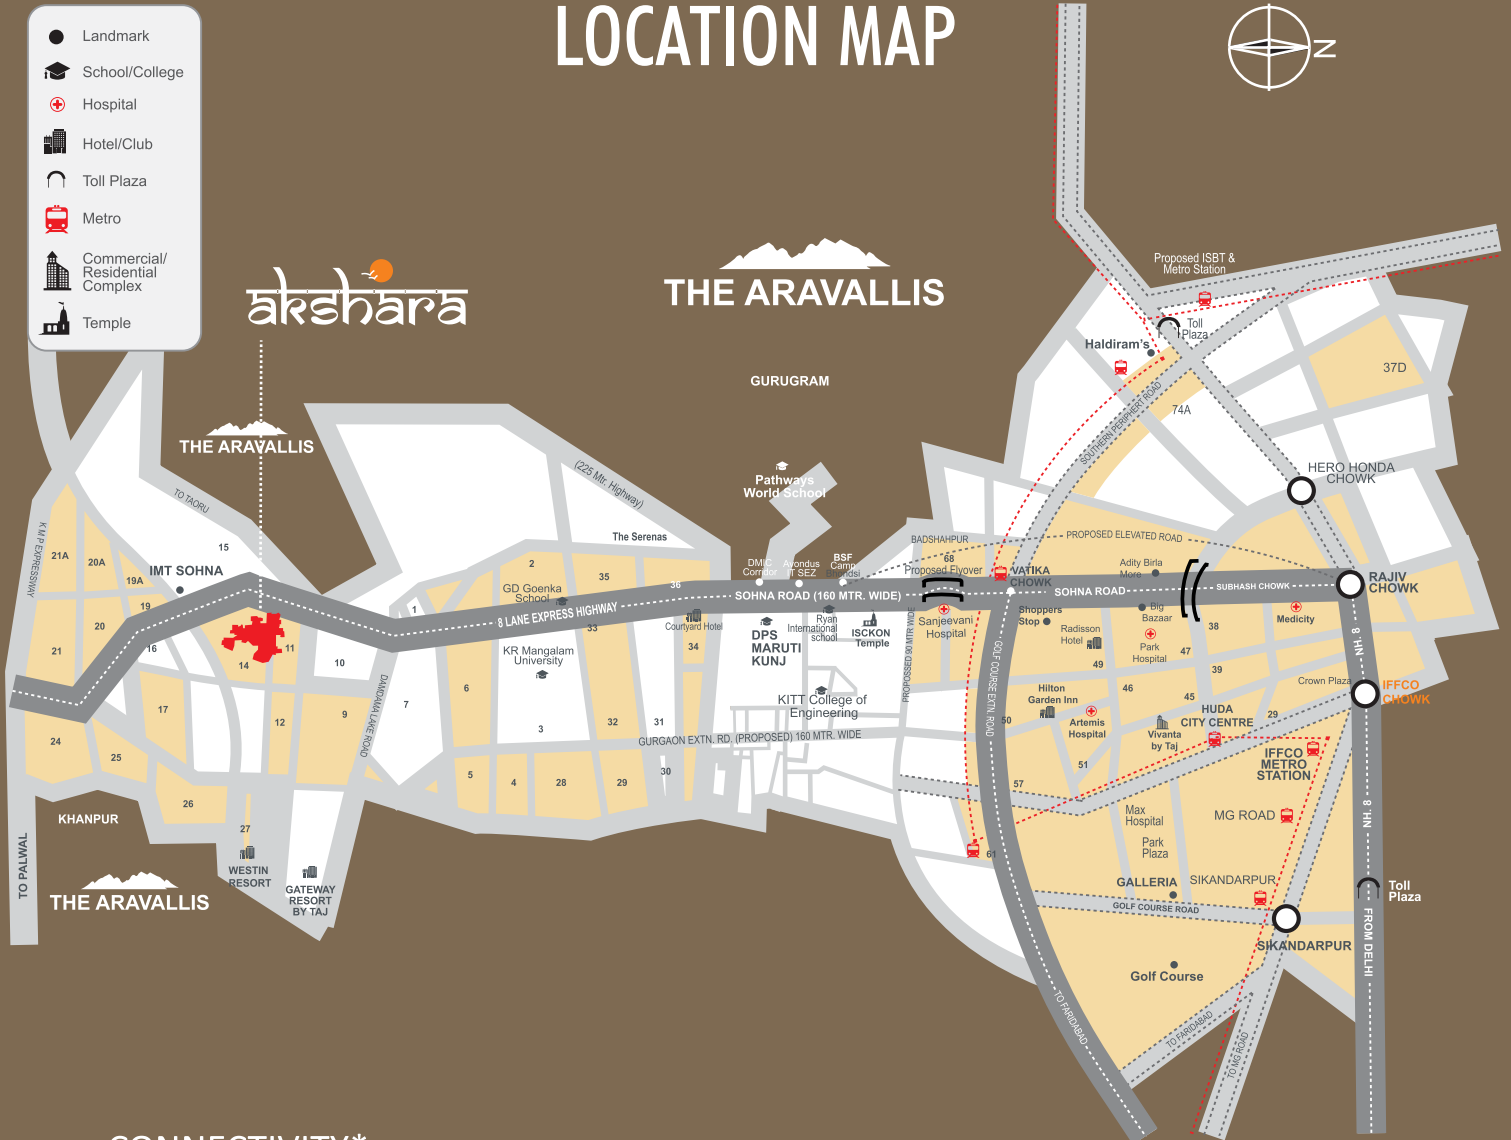 LOCATION MAP
N
Landmark
School/College
Hospital
Hotel/Club
Toll Plaza
Metro
Commercial/
Residential
Complex
Temple
akshara
THE ARAVALLIS
GURUGRAM
THE ARAVALLIS
Proposed ISBT &
Metro Station
Toll
Plaza
Haldiram's
37D
74A
SOUTHERN PERIPHERT ROAD
HERO HONDA
CHOWK
(225 Mtr. Highway)
Pathways
World School
TO TAORU
K.M.P EXPRESSWAY
21A
20A
19A
15
IMT SOHNA
19
20
21
16
14
11
10
17
12
9
24
25
26
27
KHANPUR
TO PALWAL
THE ARAVALLIS
WESTIN
RESORT
GATEWAY
RESORT
BY TAJ
DAMDAMA LAKE ROAD
1
7
2
The Serenas
35
36
GD Goenka
School
8 LANE EXPRESS HIGHWAY
33
KR Mangalam
University
6
3
32
31
34
5
4
28
29
30
Courtyard Hotel
DMIC
Corridor
Avondus
IT SEZ
BSF
Camp
Bhondsi
SOHNA ROAD (160 MTR. WIDE)
DPS
MARUTI
KUNJ
Ryan
International
school
ISCKON
Temple
KITT College of
Engineering
GURGAON EXTN. RD. (PROPOSED) 160 MTR. WIDE
PROPOSED 90 MTR WIDE
BADSHAHPUR
68
Proposed Flyover
Sanjeevani
Hospital
VATIKA
CHOWK
PROPOSED ELEVATED ROAD
Adity Birla
More
SOHNA ROAD
SUBHASH CHOWK
RAJIV
CHOWK
Shoppers
Stop
Big
Bazaar
Radisson
Hotel
Park
Hospital
Medicity
38
47
39
49
46
45
Crown Plaza
NH. 8
IFFCO
CHOWK
Hilton
Garden Inn
Artemis
Hospital
Vivanta
by Taj
HUDA
CITY CENTRE
29
50
51
57
61
GOLF COURSE EXTN. ROAD
IFFCO
METRO
STATION
Max
Hospital
MG ROAD
Park
Plaza
NH. 8
GALLERIA
SIKANDARPUR
GOLF COURSE ROAD
Toll
Plaza
SIKANDARPUR
Golf Course
FROM DELHI
TO FARIDABAD
TO FARIDABAD
TO MG ROAD
CONNECTIVITY*